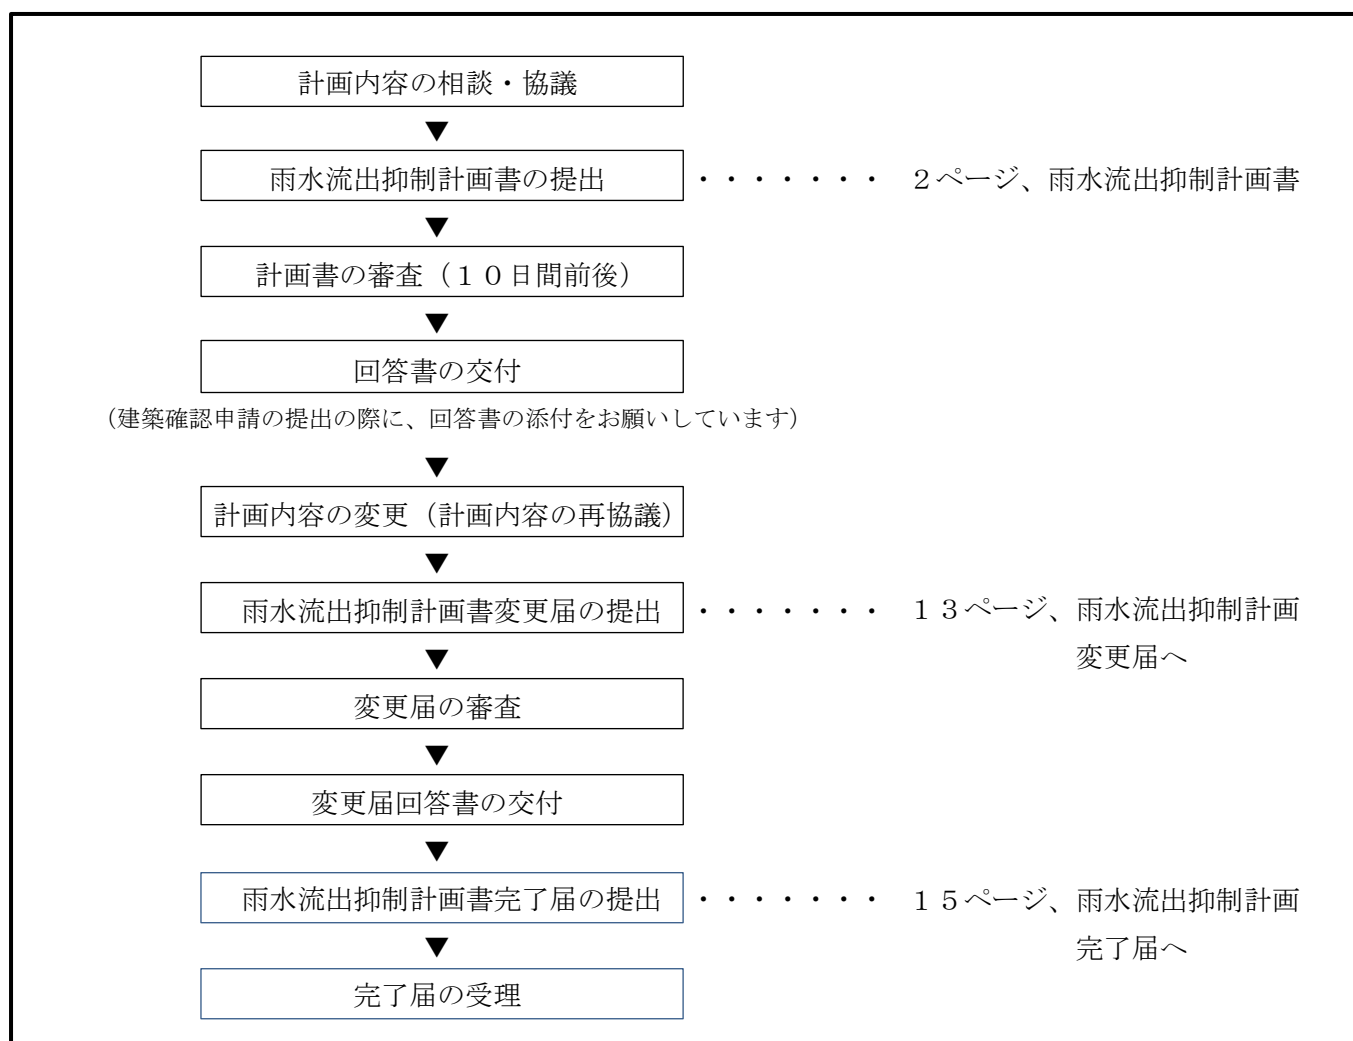 計画内容の相談・協議
▼
雨水流出抑制計画書の提出 ・・・・・・・ ２ページ、雨水流出抑制計画書
▼
計画書の審査（１０日間前後）
▼
回答書の交付
（建築確認申請の提出の際に、回答書の添付をお願いしています）
▼
計画内容の変更（計画内容の再協議）
▼
雨水流出抑制計画書変更届の提出 ・・・・・・・ １３ページ、雨水流出抑制計画
変更届へ
▼
変更届の審査
▼
変更届回答書の交付
▼
雨水流出抑制計画書完了届の提出 ・・・・・・・ １５ページ、雨水流出抑制計画
完了届へ
▼
完了届の受理